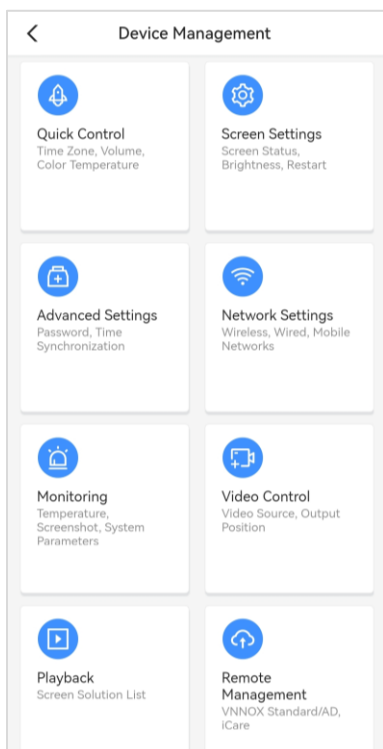 Device Management
Quick Control
Time Zone, Volume,
Color Temperature
Screen Settings
Screen Status,
Brightness, Restart
Advanced Settings
Password, Time
Synchronization
Network Settings
Wireless, Wired, Mobile
Networks
Monitoring
Temperature,
Screenshot, System
Parameters
Video Control
Video Source, Output
Position
Playback
Screen Solution List
Remote
Management
VNNOX Standard/AD,
iCare